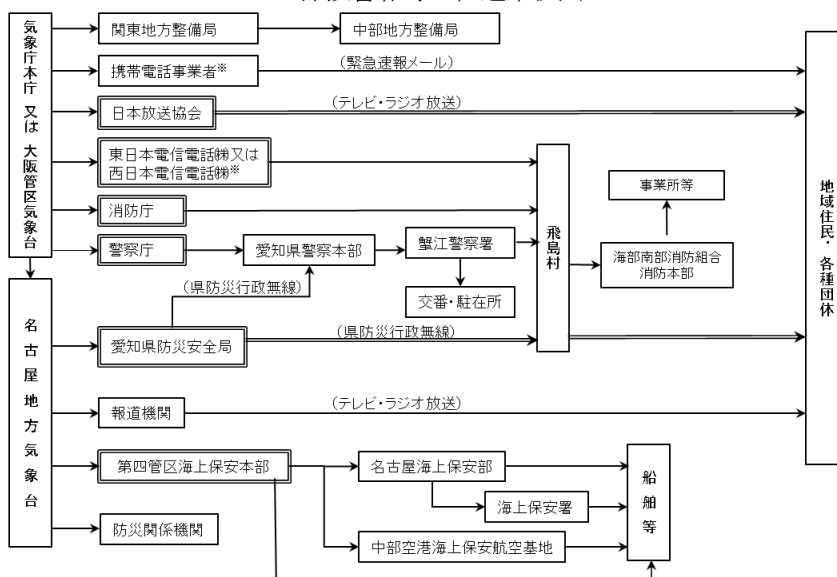 気象庁本庁 又は 大阪管区気象台
関東地方整備局
中部地方整備局
携帯電話事業者※
(緊急速報メール)
日本放送協会
(テレビ・ラジオ放送)
東日本電信電話㈱又は
西日本電信電話㈱※
消防庁
警察庁
愛知県警察本部
蟹江警察署
交番・駐在所
飛島村
事業所等
海部南部消防組合
消防本部
地域住民・各種団体
名古屋地方気象台
(県防災行政無線)
愛知県防災安全局
(県防災行政無線)
報道機関
(テレビ・ラジオ放送)
第四管区海上保安本部
名古屋海上保安部
海上保安署
船舶等
防災関係機関
中部空港海上保安航空基地